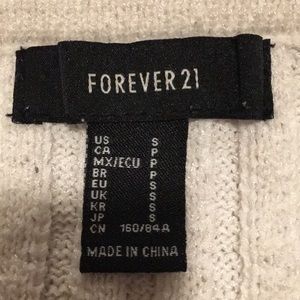 FOREVER 21
US S
CA P
MX/ECU P
BR P
EU S
UK S
KR S
JP S
CN 160/84A
MADE IN CHINA